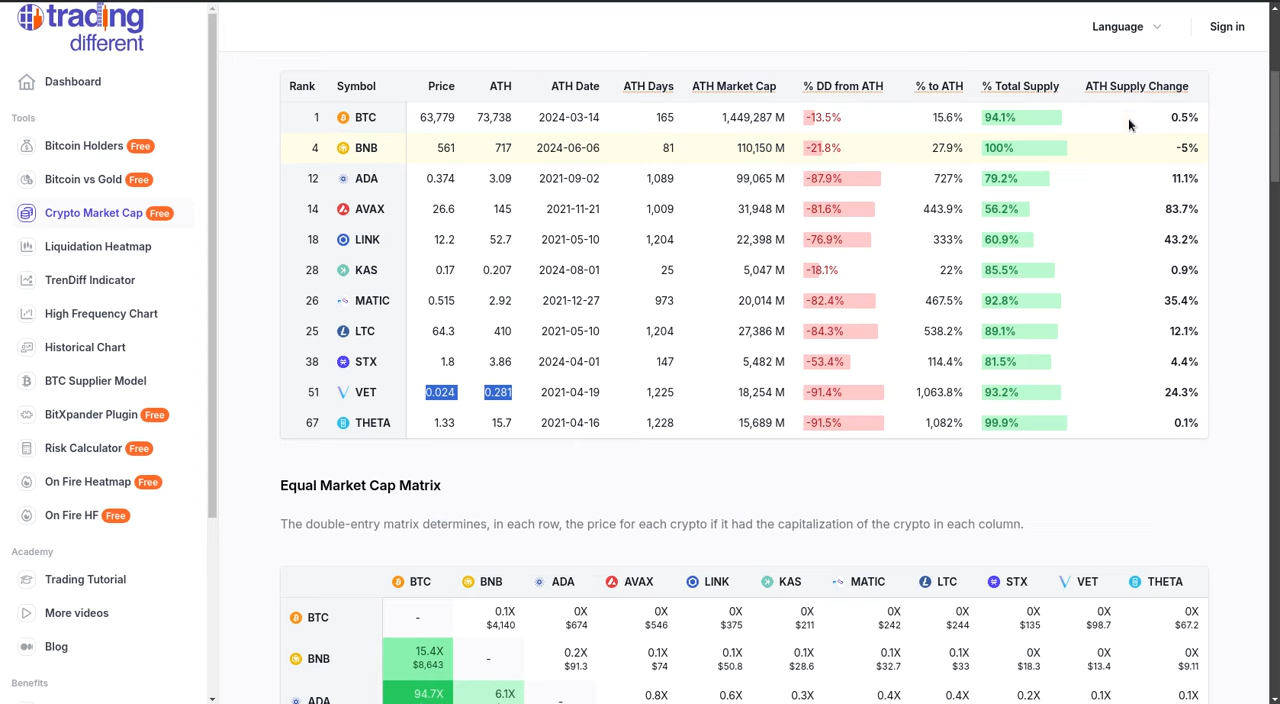 trading
different
Language
Sign in
Dashboard
Tools
Bitcoin Holders Free
Bitcoin vs Gold Free
Crypto Market Cap Free
Liquidation Heatmap
TrenDiff Indicator
High Frequency Chart
Historical Chart
BTC Supplier Model
BitXpander Plugin Free
Risk Calculator Free
On Fire Heatmap Free
On Fire HF Free
Academy
Trading Tutorial
More videos
Blog
Benefits
Rank Symbol Price ATH ATH Date ATH Days ATH Market Cap % DD from ATH % to ATH % Total Supply ATH Supply Change
1 BTC 63,779 73,738 2024-03-14 165 1,449,287 M -13.5% 15.6% 94.1% 0.5%
4 BNB 561 717 2024-06-06 81 110,150 M -21.8% 27.9% 100% -5%
12 ADA 0.374 3.09 2021-09-02 1,089 99,065 M -87.9% 727% 79.2% 11.1%
14 AVAX 26.6 145 2021-11-21 1,009 31,948 M -81.6% 443.9% 56.2% 83.7%
18 LINK 12.2 52.7 2021-05-10 1,204 22,398 M -76.9% 333% 60.9% 43.2%
28 KAS 0.17 0.207 2024-08-01 25 5,047 M -18.1% 22% 85.5% 0.9%
26 MATIC 0.515 2.92 2021-12-27 973 20,014 M -82.4% 467.5% 92.8% 35.4%
25 LTC 64.3 410 2021-05-10 1,204 27,386 M -84.3% 538.2% 89.1% 12.1%
38 STX 1.8 3.86 2024-04-01 147 5,482 M -53.4% 114.4% 81.5% 4.4%
51 VET 0.024 0.281 2021-04-19 1,225 18,254 M -91.4% 1,063.8% 93.2% 24.3%
67 THETA 1.33 15.7 2021-04-16 1,228 15,689 M -91.5% 1,082% 99.9% 0.1%
Equal Market Cap Matrix
The double-entry matrix determines, in each row, the price for each crypto if it had the capitalization of the crypto in each column.
BTC BNB ADA AVAX LINK KAS MATIC LTC STX VET THETA
BTC - 0.1X 0X 0X 0X 0X 0X 0X 0X 0X 0X
$4,140 $674 $546 $375 $211 $242 $244 $135 $98.7 $67.2
BNB 15.4X - 0.2X 0.1X 0.1X 0.1X 0.1X 0.1X 0X 0X 0X
$8,643 $91.3 $74 $50.8 $28.6 $32.7 $33 $18.3 $13.4 $9.11
ADA 94.7X 6.1X - 0.8X 0.6X 0.3X 0.4X 0.4X 0.2X 0.1X 0.1X